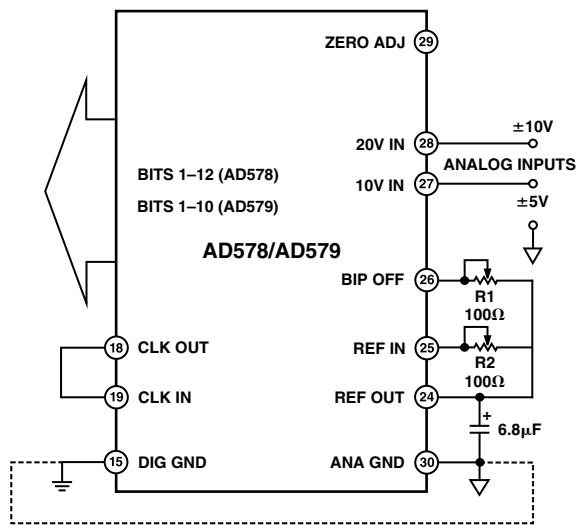 ZERO ADJ 29
±10V
20V IN 28
ANALOG INPUTS
BITS 1–12 (AD578)
10V IN 27
±5V
BITS 1–10 (AD579)
AD578/AD579
BIP OFF 26
R1
100Ω
18 CLK OUT
REF IN 25
R2
100Ω
19 CLK IN
REF OUT 24
+
6.8μF
15 DIG GND
ANA GND 30